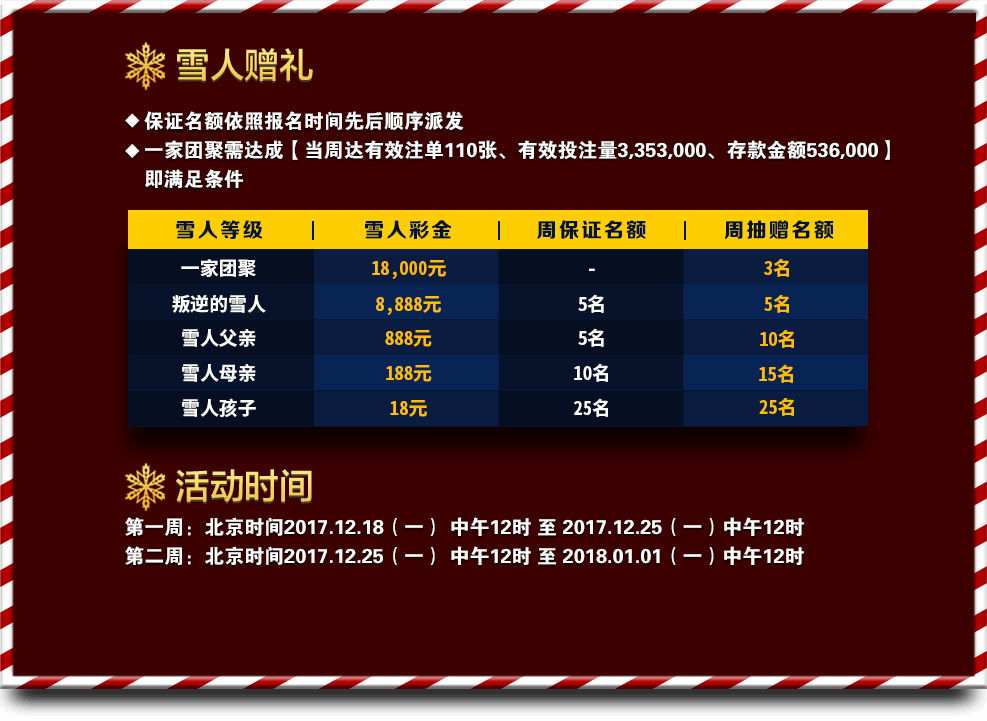 雪人赠礼
◆ 保证名额依照报名时间先后顺序派发
◆ 一家团聚需达成【当周达有效注单110张、有效投注量3,353,000、存款金额536,000】
即满足条件
雪人等级 | 雪人彩金 | 周保证名额 | 周抽赠名额
一家团聚 18,000元 - 3名
叛逆的雪人 8,888元 5名 5名
雪人父亲 888元 5名 10名
雪人母亲 188元 10名 15名
雪人孩子 18元 25名 25名
活动时间
第一周：北京时间2017.12.18（一） 中午12时 至 2017.12.25（一）中午12时
第二周：北京时间2017.12.25（一） 中午12时 至 2018.01.01（一）中午12时